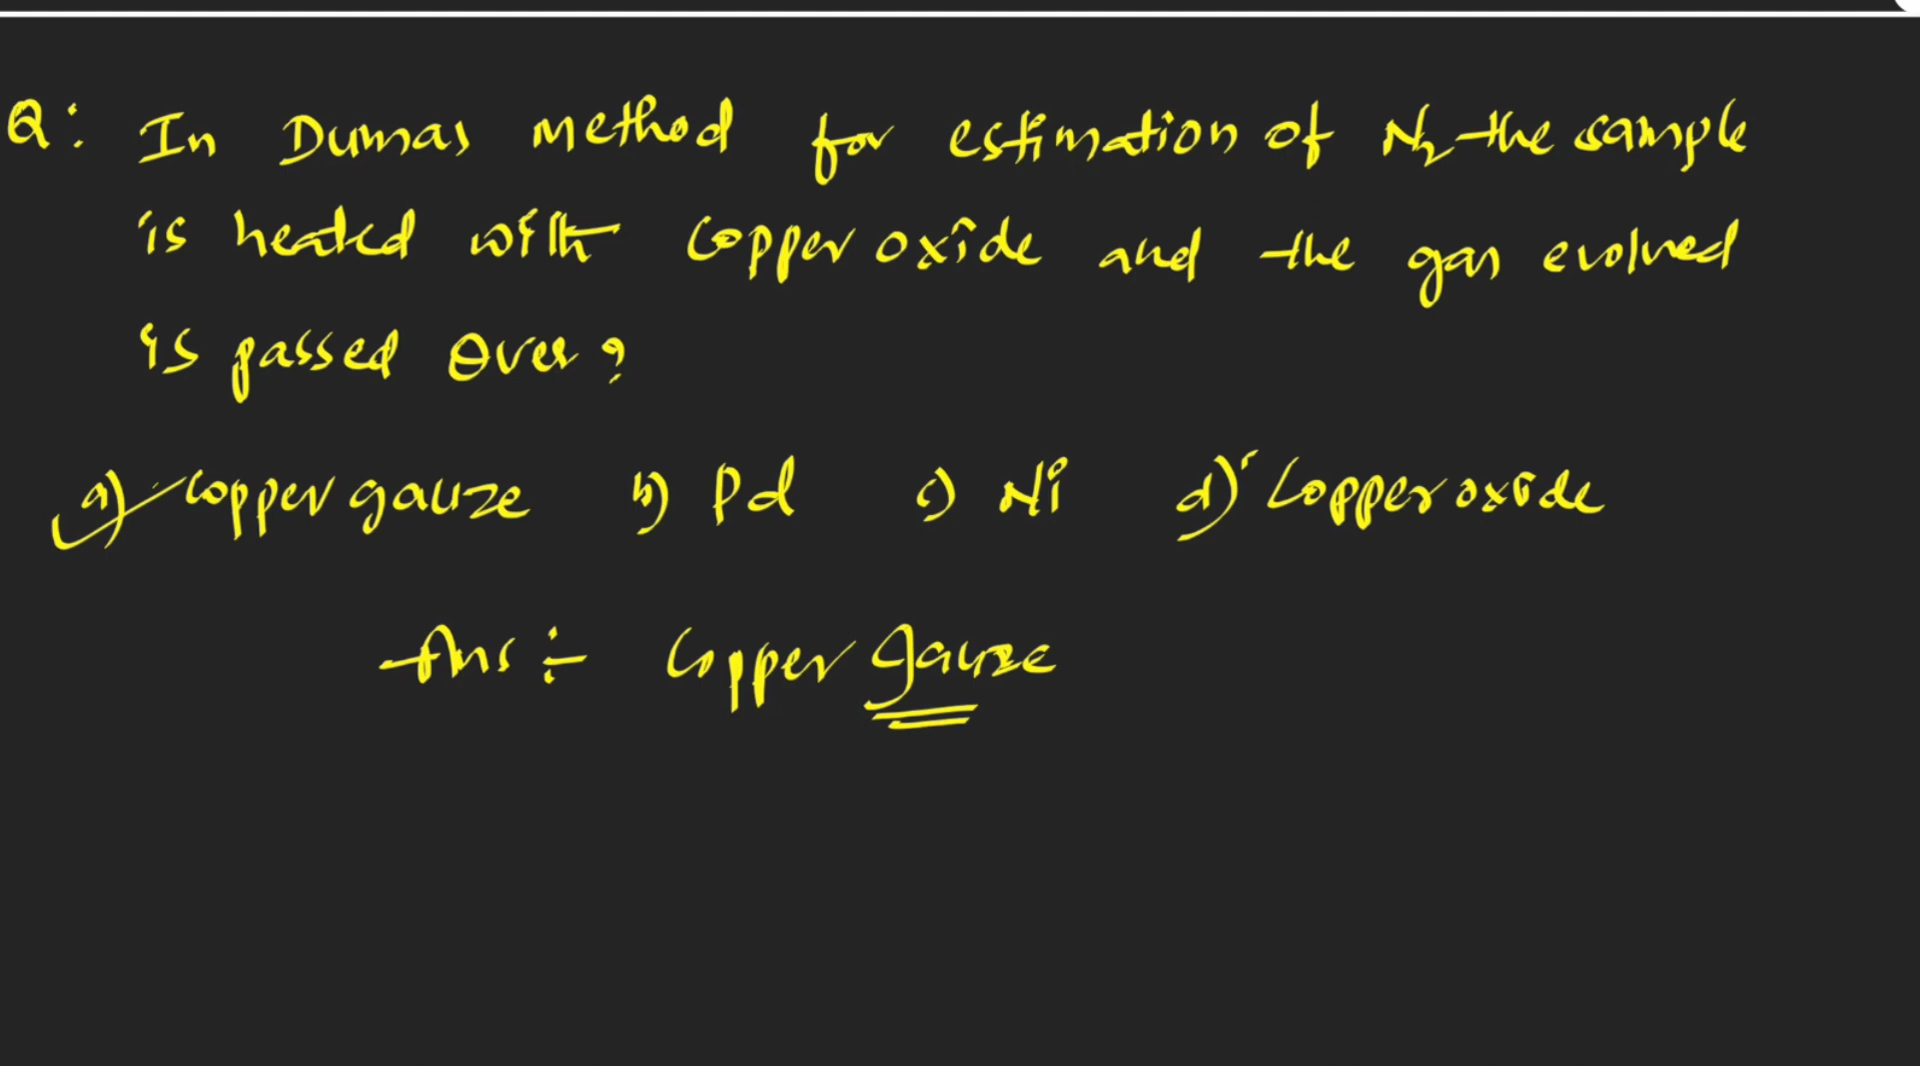 Q: In Dumas method for estimation of N₂ the sample
is heated with copper oxide and the gas evolved
is passed over?
a) copper gauze b) Pd c) Ni d) Copper oxide
Ans :- Copper gauze